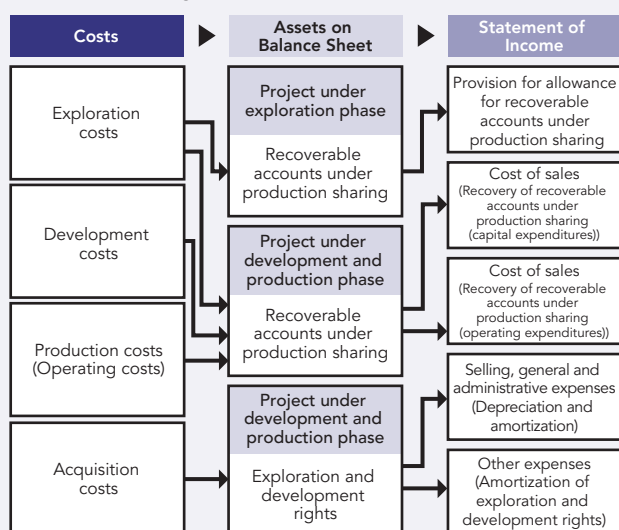 Costs
Assets on
Balance Sheet
Statement of
Income
Exploration
costs
Development
costs
Production costs
(Operating costs)
Acquisition
costs
Project under
exploration phase
Recoverable
accounts under
production sharing
Project under
development and
production phase
Recoverable
accounts under
production sharing
Project under
development and
production phase
Exploration and
development
rights
Provision for allowance
for recoverable
accounts under
production sharing
Cost of sales
(Recovery of recoverable
accounts under
production sharing
(capital expenditures))
Cost of sales
(Recovery of recoverable
accounts under
production sharing
(operating expenditures))
Selling, general and
administrative expenses
(Depreciation and
amortization)
Other expenses
(Amortization of
exploration and
development rights)